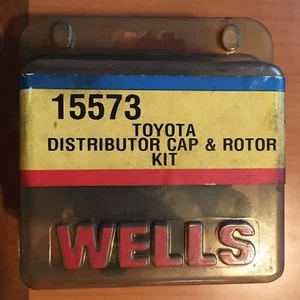 15573
TOYOTA
DISTRIBUTOR CAP & ROTOR
KIT
WELLS